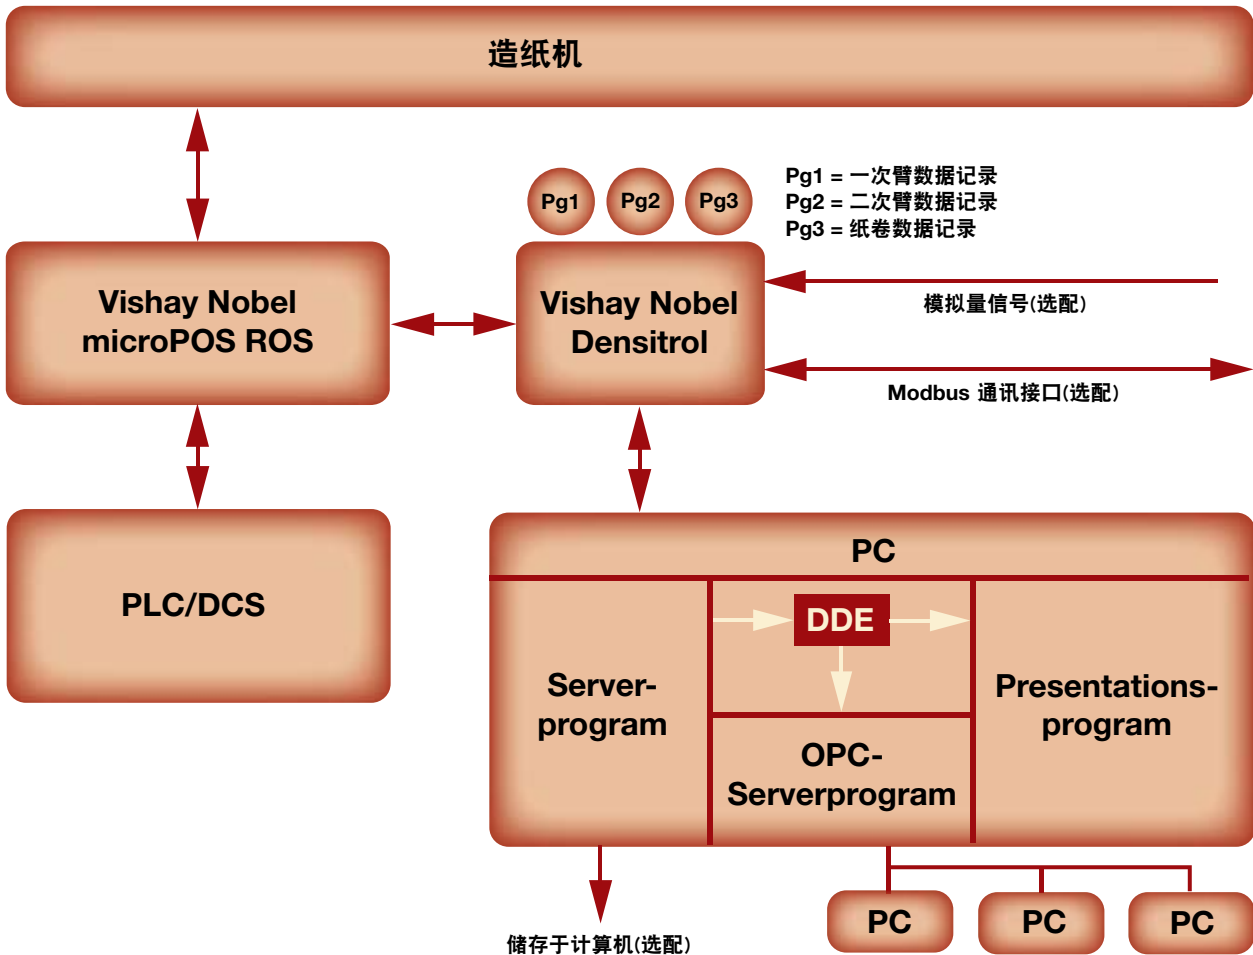 造纸机
Pg1
Pg2
Pg3
Pg1 = 一次臂数据记录
Pg2 = 二次臂数据记录
Pg3 = 纸卷数据记录
Vishay Nobel
microPOS ROS
Vishay Nobel
Densitrol
模拟量信号(选配)
Modbus 通讯接口(选配)
PLC/DCS
PC
DDE
Server-
program
OPC-
Serverprogram
Presentations-
program
储存于计算机(选配)
PC
PC
PC